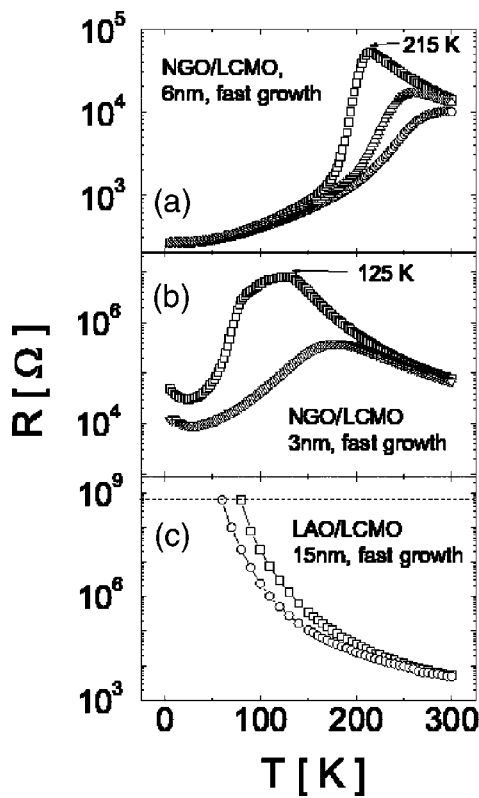 10^5
215 K
NGO/LCMO,
6nm, fast growth
10^4
10^3
(a)
125 K
(b)
10^6
NGO/LCMO
3nm, fast growth
10^4
R [ Ω ]
10^9
LAO/LCMO
15nm, fast growth
(c)
10^6
10^3
0 100 200 300
T [ K ]